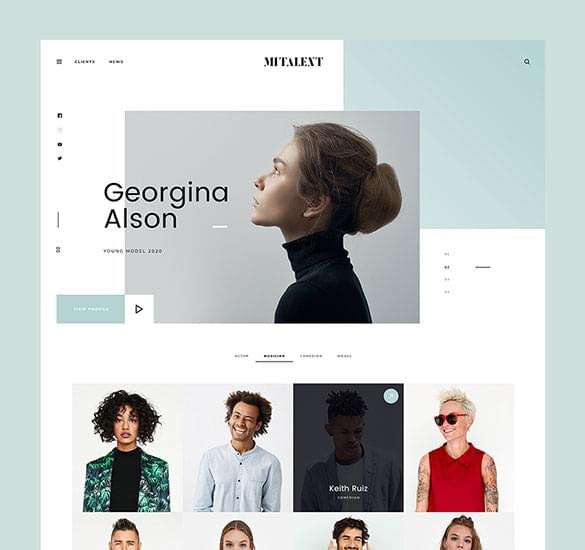 CLIENTS
NEWS
MITALENT
Georgina
Alson
YOUNG MODEL 2020
01
02
03
04
VIEW PROFILE
ACTOR
MUSICIAN
COMEDIAN
MODEL
Keith Ruiz
COMEDIAN